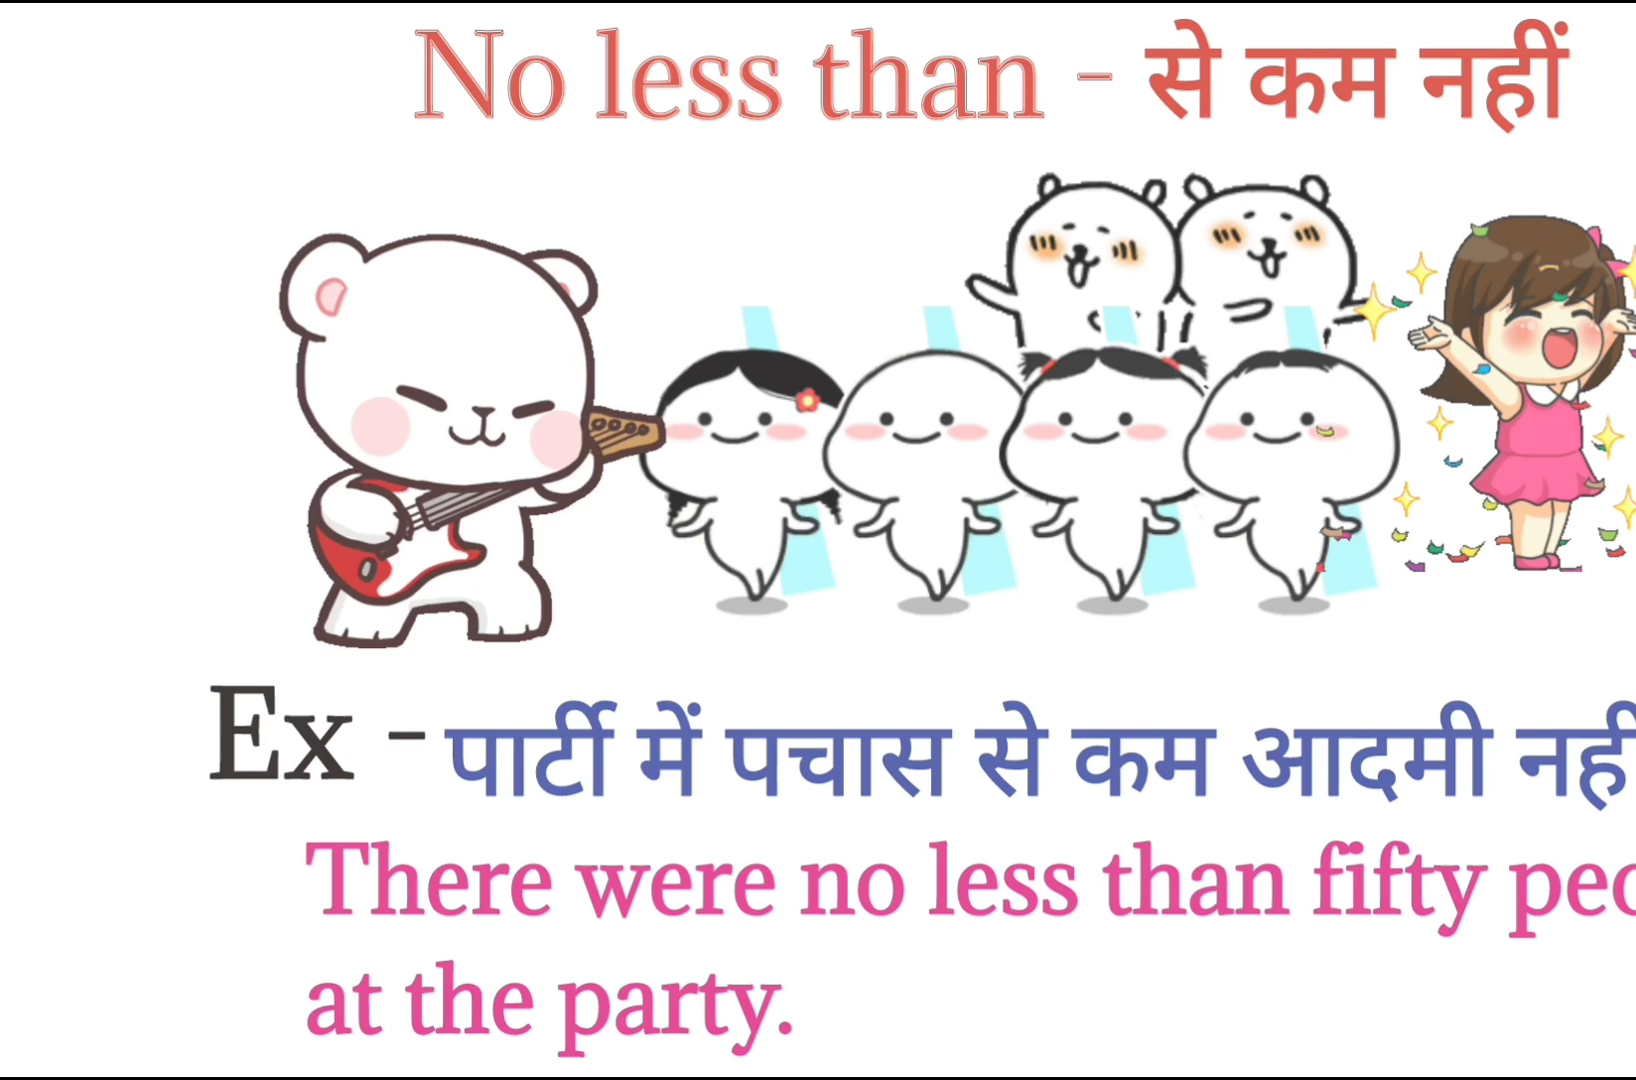 No less than - से कम नहीं
Ex - पार्टी में पचास से कम आदमी
There were no less than fifty
at the party.